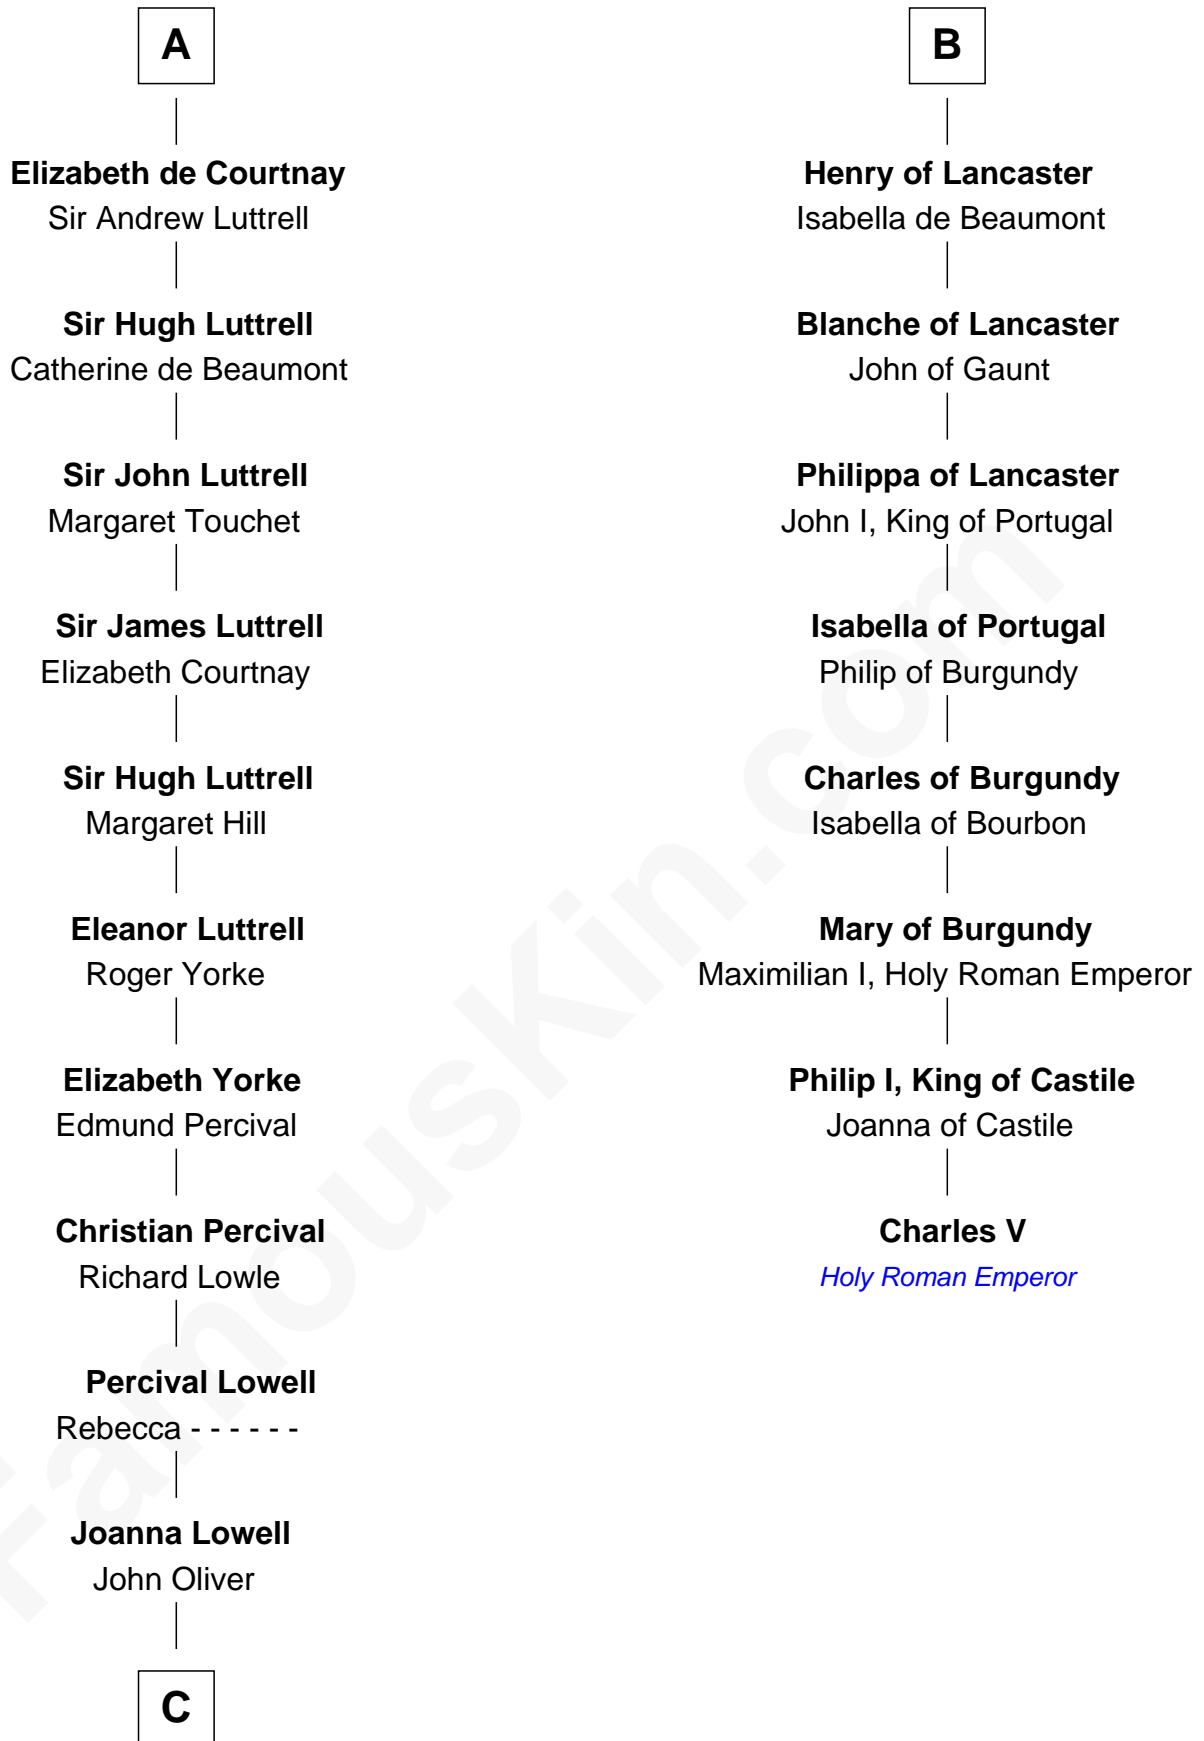 A
Elizabeth de Courtnay
Sir Andrew Luttrell
Sir Hugh Luttrell
Catherine de Beaumont
Sir John Luttrell
Margaret Touchet
Sir James Luttrell
Elizabeth Courtnay
Sir Hugh Luttrell
Margaret Hill
Eleanor Luttrell
Roger Yorke
Elizabeth Yorke
Edmund Percival
Christian Percival
Richard Lowle
Percival Lowell
Rebecca - - - - - -
Joanna Lowell
John Oliver
C
B
Henry of Lancaster
Isabella de Beaumont
Blanche of Lancaster
John of Gaunt
Philippa of Lancaster
John I, King of Portugal
Isabella of Portugal
Philip of Burgundy
Charles of Burgundy
Isabella of Bourbon
Mary of Burgundy
Maximilian I, Holy Roman Emperor
Philip I, King of Castile
Joanna of Castile
Charles V
Holy Roman Emperor
FamousKin.com